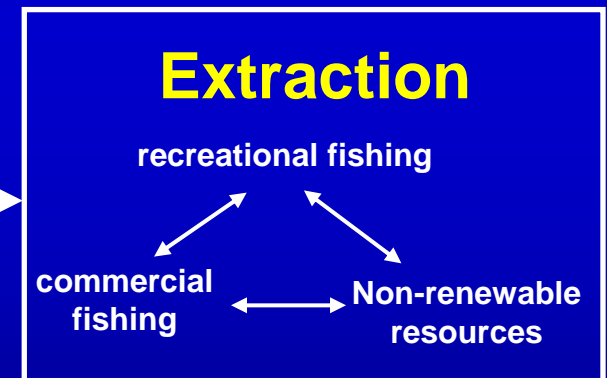 Extraction
recreational fishing
commercial
fishing
Non-renewable
resources